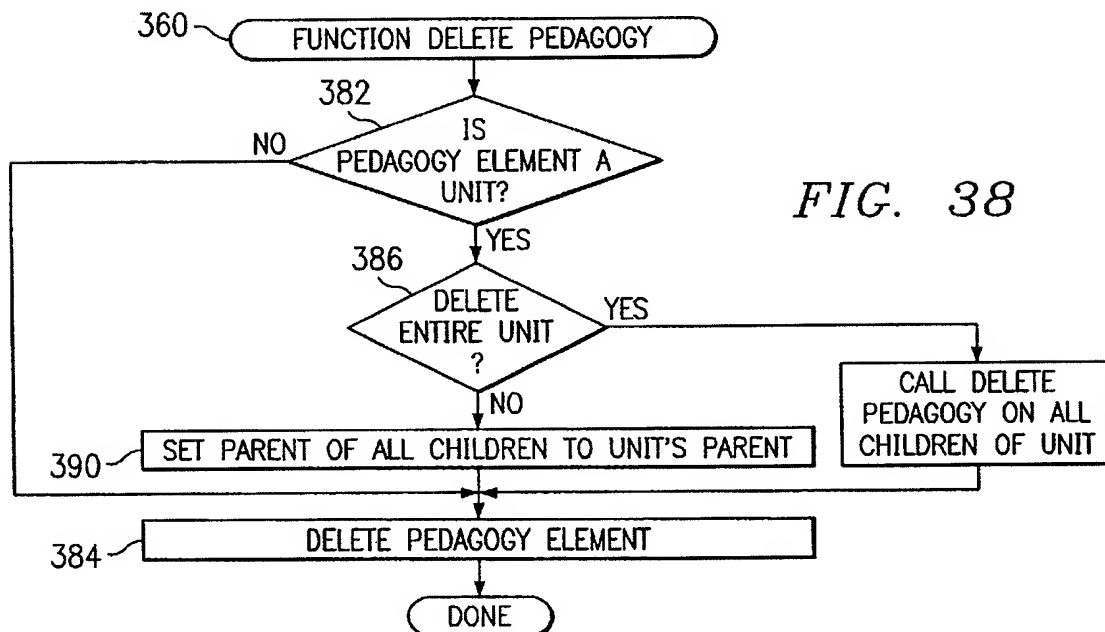 360
FUNCTION DELETE PEDAGOGY
382
NO
IS
PEDAGOGY ELEMENT A
UNIT?
FIG. 38
YES
386
DELETE
ENTIRE UNIT
?
YES
NO
CALL DELETE
PEDAGOGY ON ALL
CHILDREN OF UNIT
390
SET PARENT OF ALL CHILDREN TO UNIT'S PARENT
384
DELETE PEDAGOGY ELEMENT
DONE